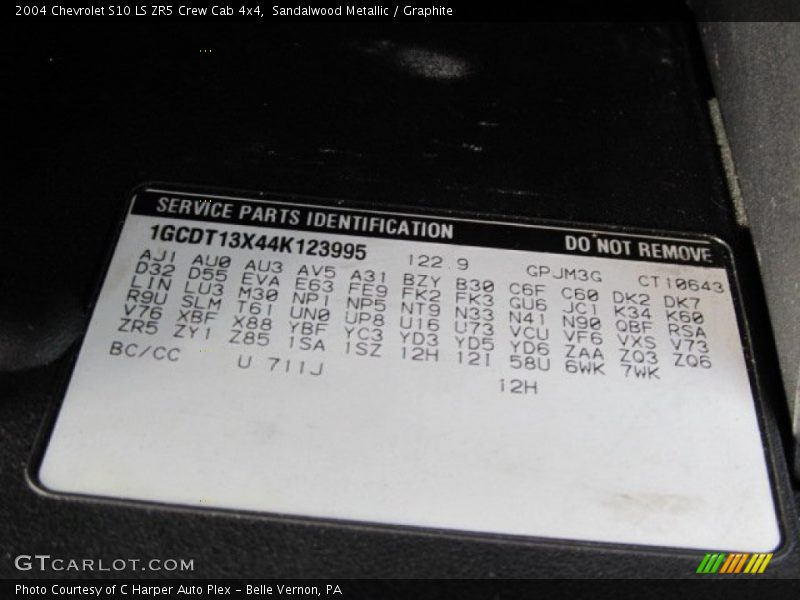 2004 Chevrolet S10 LS ZR5 Crew Cab 4x4, Sandalwood Metallic / Graphite
SERVICE PARTS IDENTIFICATION DO NOT REMOVE
1GCDT13X44K123995 122.9 GPJM3G CT10643
AJ1 AU0 AU3 AV5 A31 BZY B30 C6F C60 DK2 DK7
D32 D55 EVA E63 FE9 FK2 FK3 GU6 JC1 K34 K60
LIN LU3 M30 NP1 NP5 NT9 N33 N41 N90 QBF RSA
R9U SLM T61 UN0 UP8 U16 U73 VCU VF6 VXS V73
V76 XBF X88 YBF YC3 YD3 YD5 YD6 ZAA ZQ3 ZQ6
ZR5 ZY1 Z85 1SA 1SZ 12H 12I 58U 6WK 7WK
BC/CC U 711J 12H
GTCARLOT.COM
Photo Courtesy of C Harper Auto Plex - Belle Vernon, PA